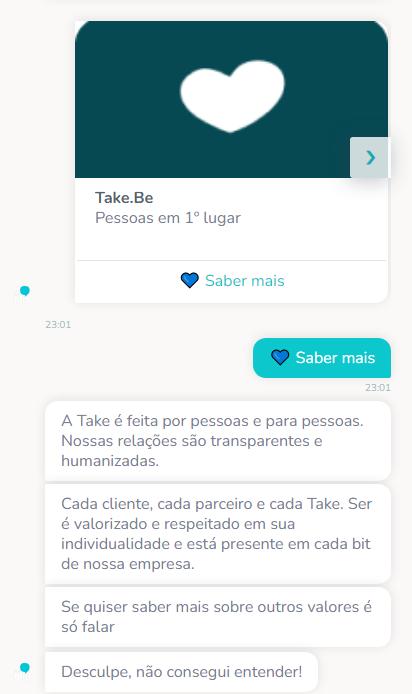 Take.Be
Pessoas em 1º lugar
Saber mais
23:01
Saber mais
23:01
A Take é feita por pessoas e para pessoas.
Nossas relações são transparentes e
humanizadas.
Cada cliente, cada parceiro e cada Take. Ser
é valorizado e respeitado em sua
individualidade e está presente em cada bit
de nossa empresa.
Se quiser saber mais sobre outros valores é
só falar
Desculpe, não consegui entender!